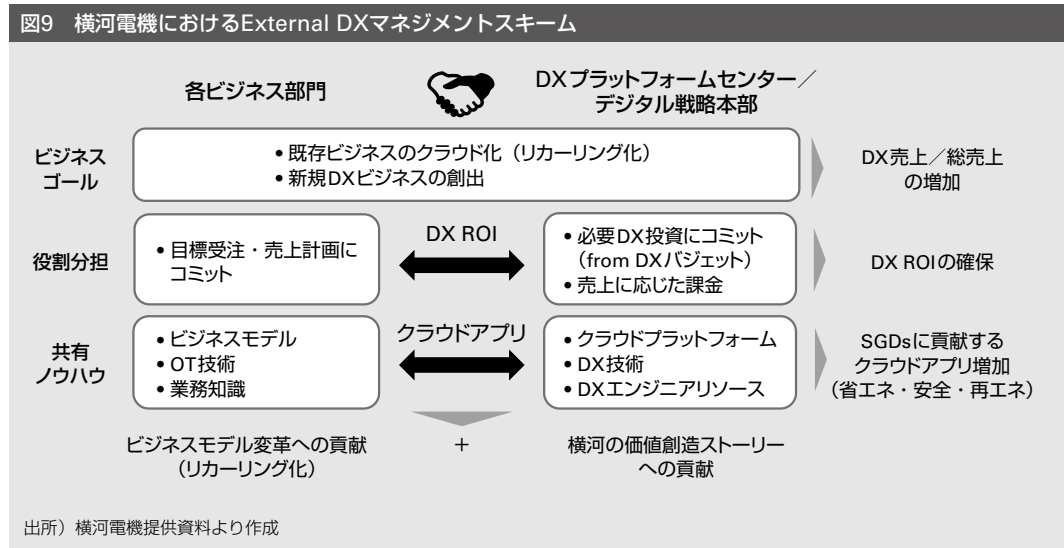 図9　横河電機におけるExternal DXマネジメントスキーム
各ビジネス部門
DXプラットフォームセンター／
デジタル戦略本部
ビジネス
ゴール
• 既存ビジネスのクラウド化（リカーリング化）
• 新規DXビジネスの創出
DX売上／総売上
の増加
役割分担
• 目標受注・売上計画に
コミット
DX ROI
• 必要DX投資にコミット
（from DXバジェット）
• 売上に応じた課金
DX ROIの確保
共有
ノウハウ
• ビジネスモデル
• OT技術
• 業務知識
クラウドアプリ
• クラウドプラットフォーム
• DX技術
• DXエンジニアリソース
SGDsに貢献する
クラウドアプリ増加
（省エネ・安全・再エネ）
ビジネスモデル変革への貢献
（リカーリング化）
＋
横河の価値創造ストーリー
への貢献
出所）横河電機提供資料より作成